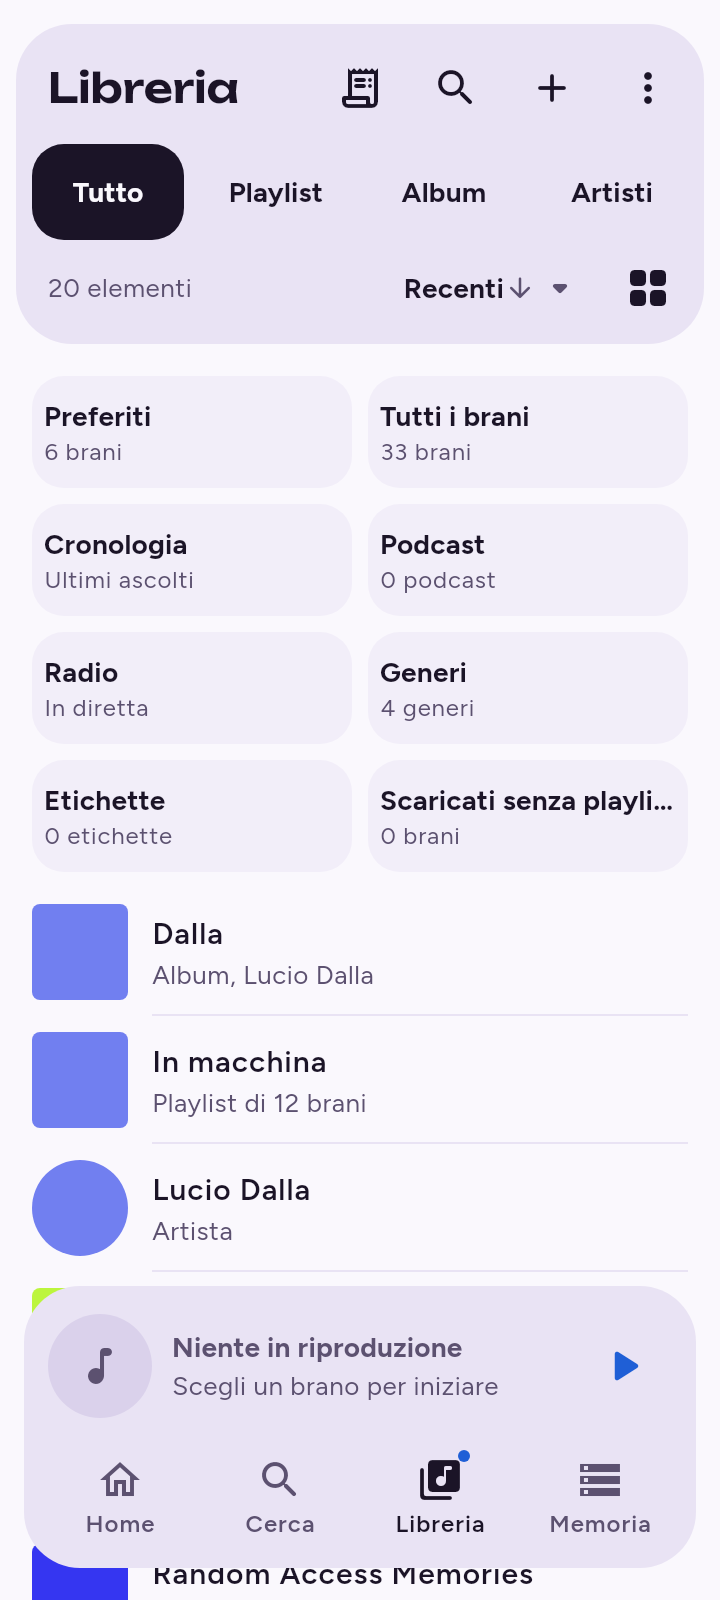 Libreria
Tutto
Playlist
Album
Artisti
20 elementi
Recenti
Preferiti
6 brani
Tutti i brani
33 brani
Cronologia
Ultimi ascolti
Podcast
0 podcast
Radio
In diretta
Generi
4 generi
Etichette
0 etichette
Scaricati senza playli...
0 brani
Dalla
Album, Lucio Dalla
In macchina
Playlist di 12 brani
Lucio Dalla
Artista
Niente in riproduzione
Scegli un brano per iniziare
Home
Cerca
Libreria
Memoria
Random Access Memories